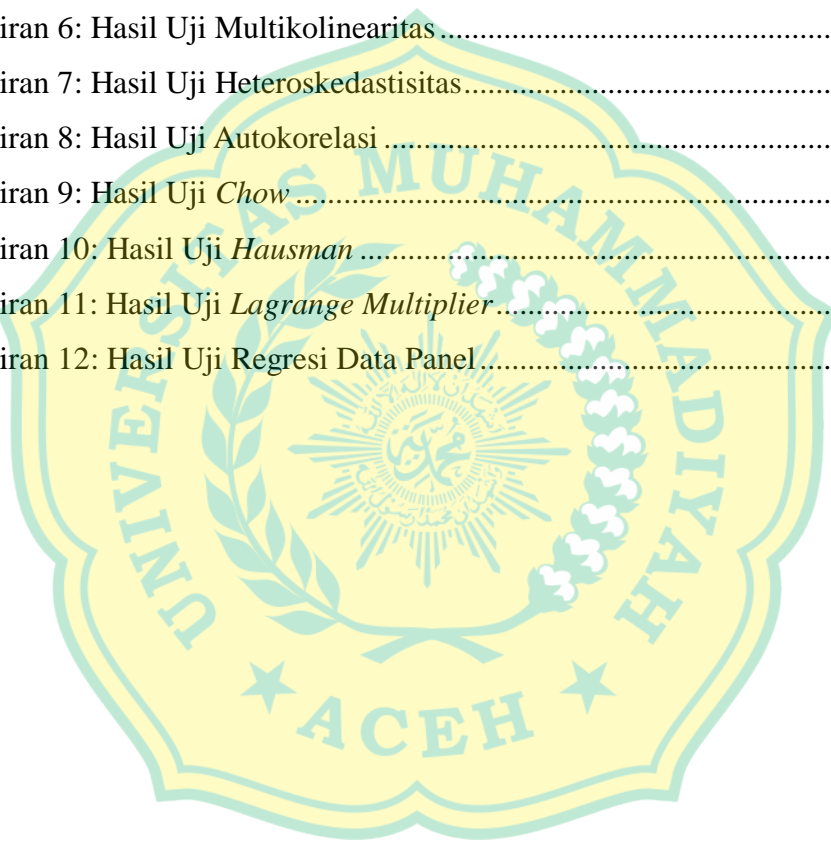 iran 6: Hasil Uji Multikolinearitas ................................................
iran 7: Hasil Uji Heteroskedastisitas ................................................
iran 8: Hasil Uji Autokorelasi ................................................
iran 9: Hasil Uji Chow ................................................
iran 10: Hasil Uji Hausman ................................................
iran 11: Hasil Uji Lagrange Multiplier ................................................
iran 12: Hasil Uji Regresi Data Panel ................................................
UNIVERSITAS MUHAMMADIYAH
ACEH